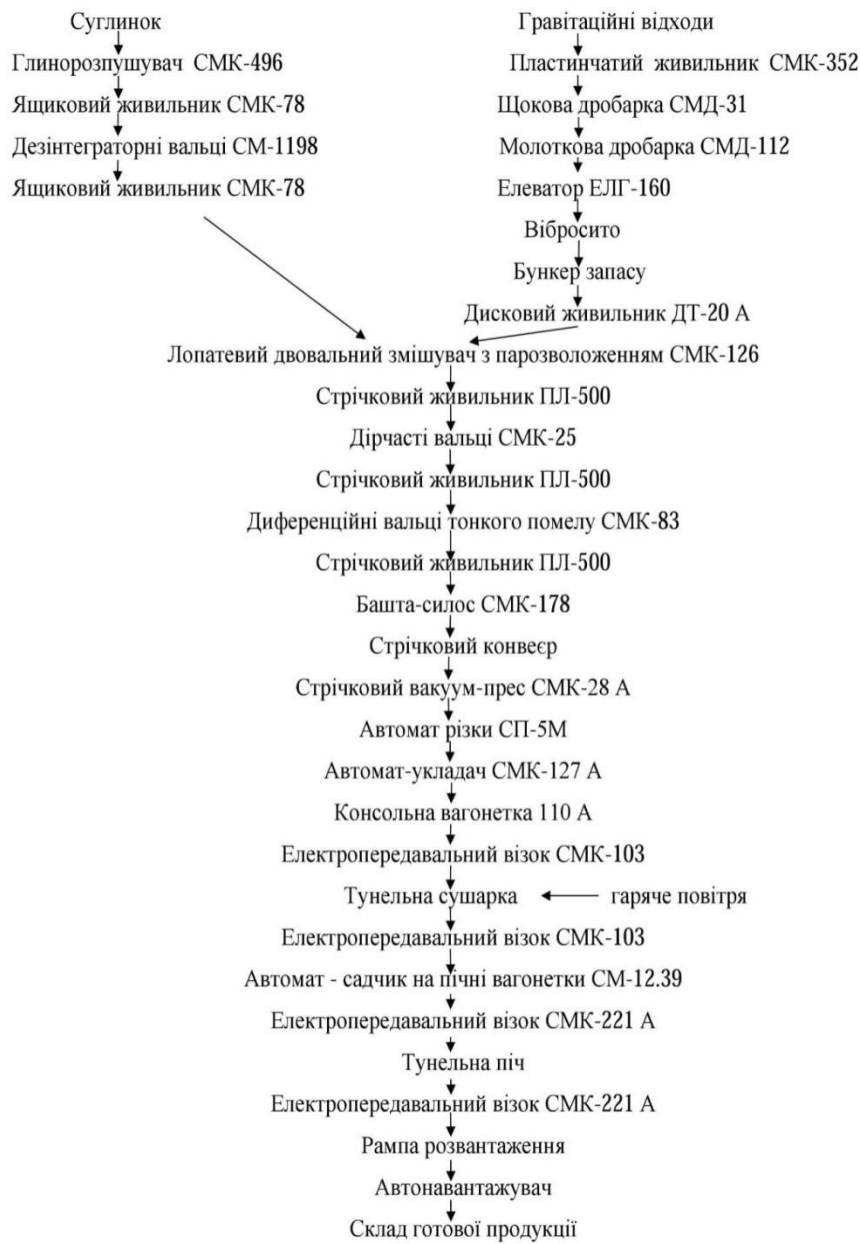 Суглинок
Глинорозпушувач СМК-496
Ящиковий живильник СМК-78
Дезінтеграторні вальці СМ-1198
Ящиковий живильник СМК-78
Гравітаційні відходи
Пластинчатий живильник СМК-352
Щокова дробарка СМД-31
Молоткова дробарка СМД-112
Елеватор ЕЛГ-160
Вібросито
Бункер запасу
Дисковий живильник ДТ-20 А
Лопатевий двовальний змішувач з парозволоженням СМК-126
Стрічковий живильник ПЛ-500
Дірчасті вальці СМК-25
Стрічковий живильник ПЛ-500
Диференційні вальці тонкого помелу СМК-83
Стрічковий живильник ПЛ-500
Башта-силос СМК-178
Стрічковий конвеєр
Стрічковий вакуум-прес СМК-28 А
Автомат різки СП-5М
Автомат-укладач СМК-127 А
Консольна вагонетка 110 А
Електропередавальний візок СМК-103
Тунельна сушарка гаряче повітря
Електропередавальний візок СМК-103
Автомат - садчик на пічні вагонетки СМ-12.39
Електропередавальний візок СМК-221 А
Тунельна піч
Електропередавальний візок СМК-221 А
Рампа розвантаження
Автонавантажувач
Склад готової продукції